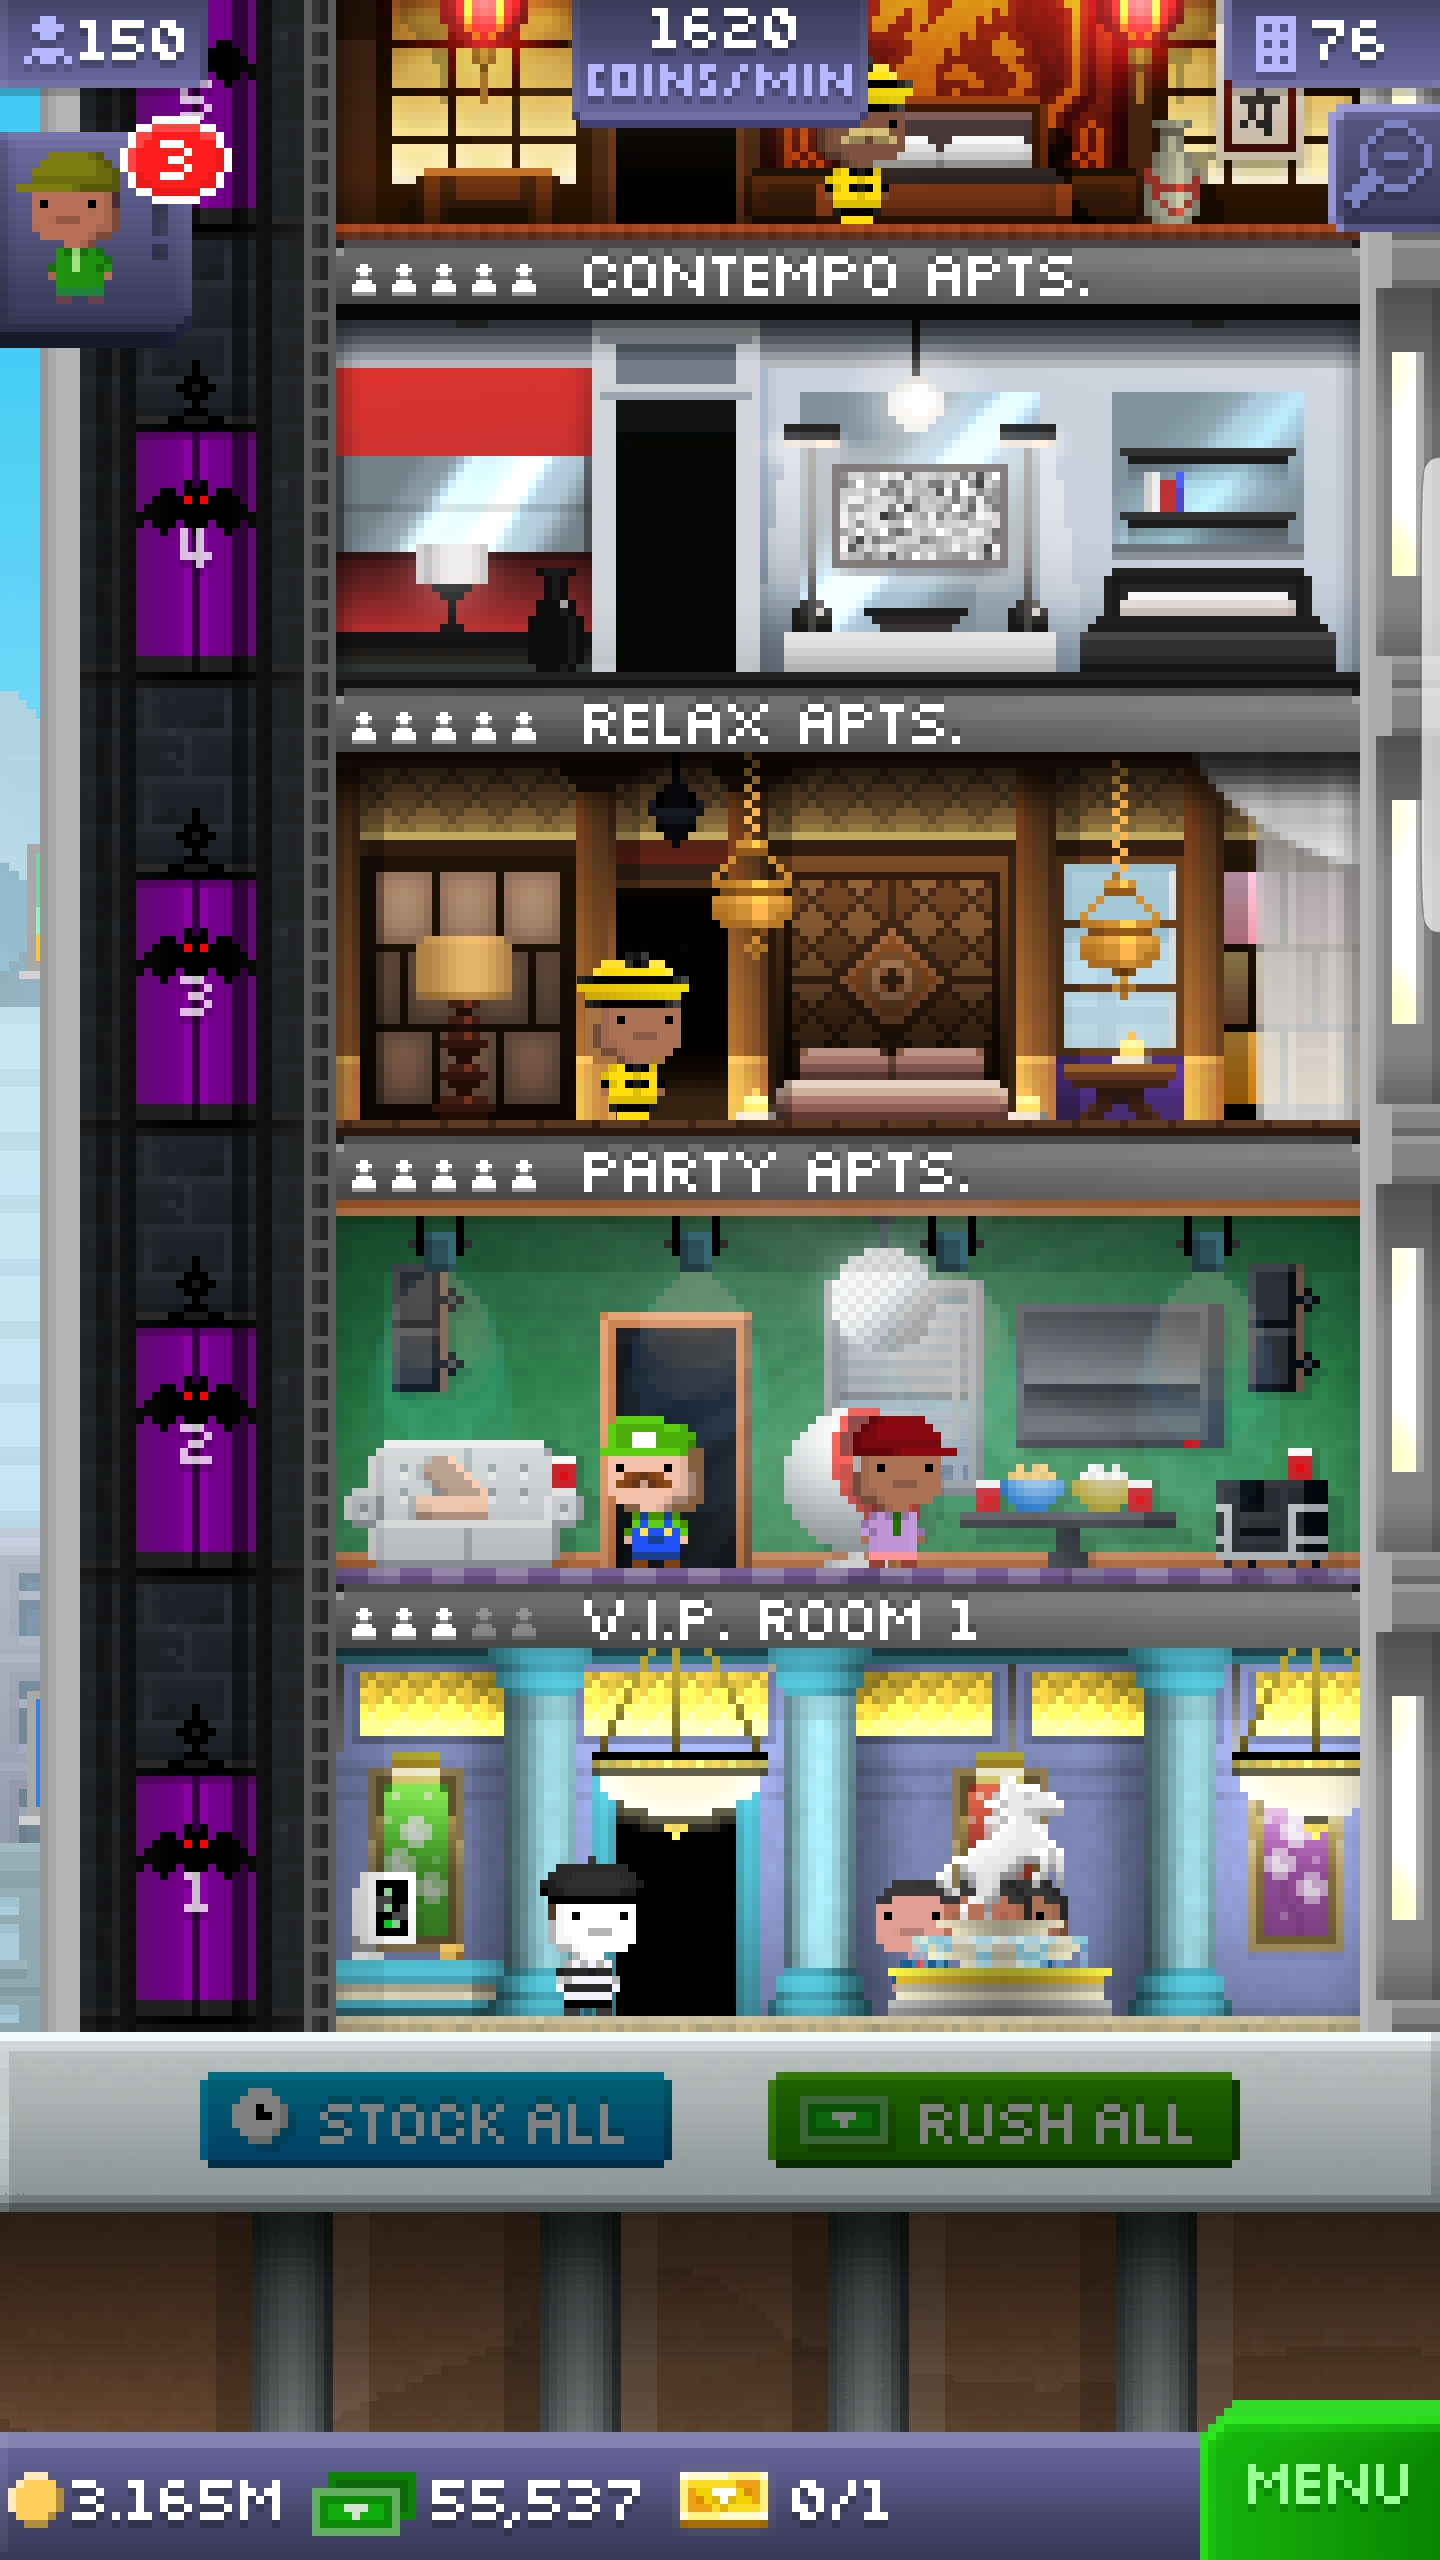 150
1620
COINS/MIN
76
3
5
CONTEMPO APTS.
4
RELAX APTS.
3
PARTY APTS.
2
V.I.P. ROOM 1
1
STOCK ALL
RUSH ALL
3.165M
55,537
0/1
MENU